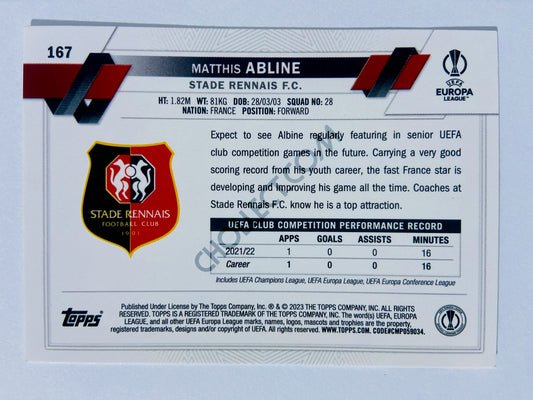 167
MATTHIS ABLINE
STADE RENNAIS F.C.
HT: 1.82M WT: 81KG DOB: 28/03/03 SQUAD NO: 28
NATION: FRANCE POSITION: FORWARD
UEFA
EUROPA
LEAGUE™
Expect to see Albine regularly featuring in senior UEFA
club competition games in the future. Carrying a very good
scoring record from his youth career, the fast France star is
developing and improving his game all the time. Coaches at
Stade Rennais F.C. know he is a top attraction.
STADE RENNAIS
FOOTBALL CLUB
1901
UEFA CLUB COMPETITION PERFORMANCE RECORD
APPS GOALS ASSISTS MINUTES
2021/22 1 0 0 16
Career 1 0 0 16
Includes UEFA Champions League, UEFA Europa League, UEFA Europa Conference League
topps
Published Under License by The Topps Company, Inc. ® & © 2023 THE TOPPS COMPANY, INC. ALL RIGHTS
RESERVED. TOPPS IS A REGISTERED TRADEMARK OF THE TOPPS COMPANY, INC. The word(s) UEFA, EUROPA
LEAGUE, and all other UEFA Europa League marks, names, logos, mascots and trophies are the property,
registered trademarks, designs and/or copyright of UEFA. All rights reserved. WWW.TOPPS.COM. CODE#CMP059034.
CHOLLECT.COM